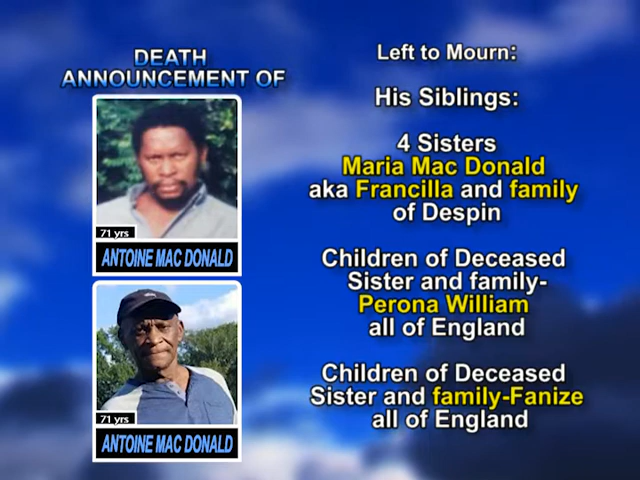 DEATH
ANNOUNCEMENT OF
71 yrs
ANTOINE MAC DONALD
71 yrs
ANTOINE MAC DONALD
Left to Mourn:
His Siblings:
4 Sisters
Maria Mac Donald
aka Francilla and family
of Despin
Children of Deceased
Sister and family-
Perona William
all of England
Children of Deceased
Sister and family-Fanize
all of England